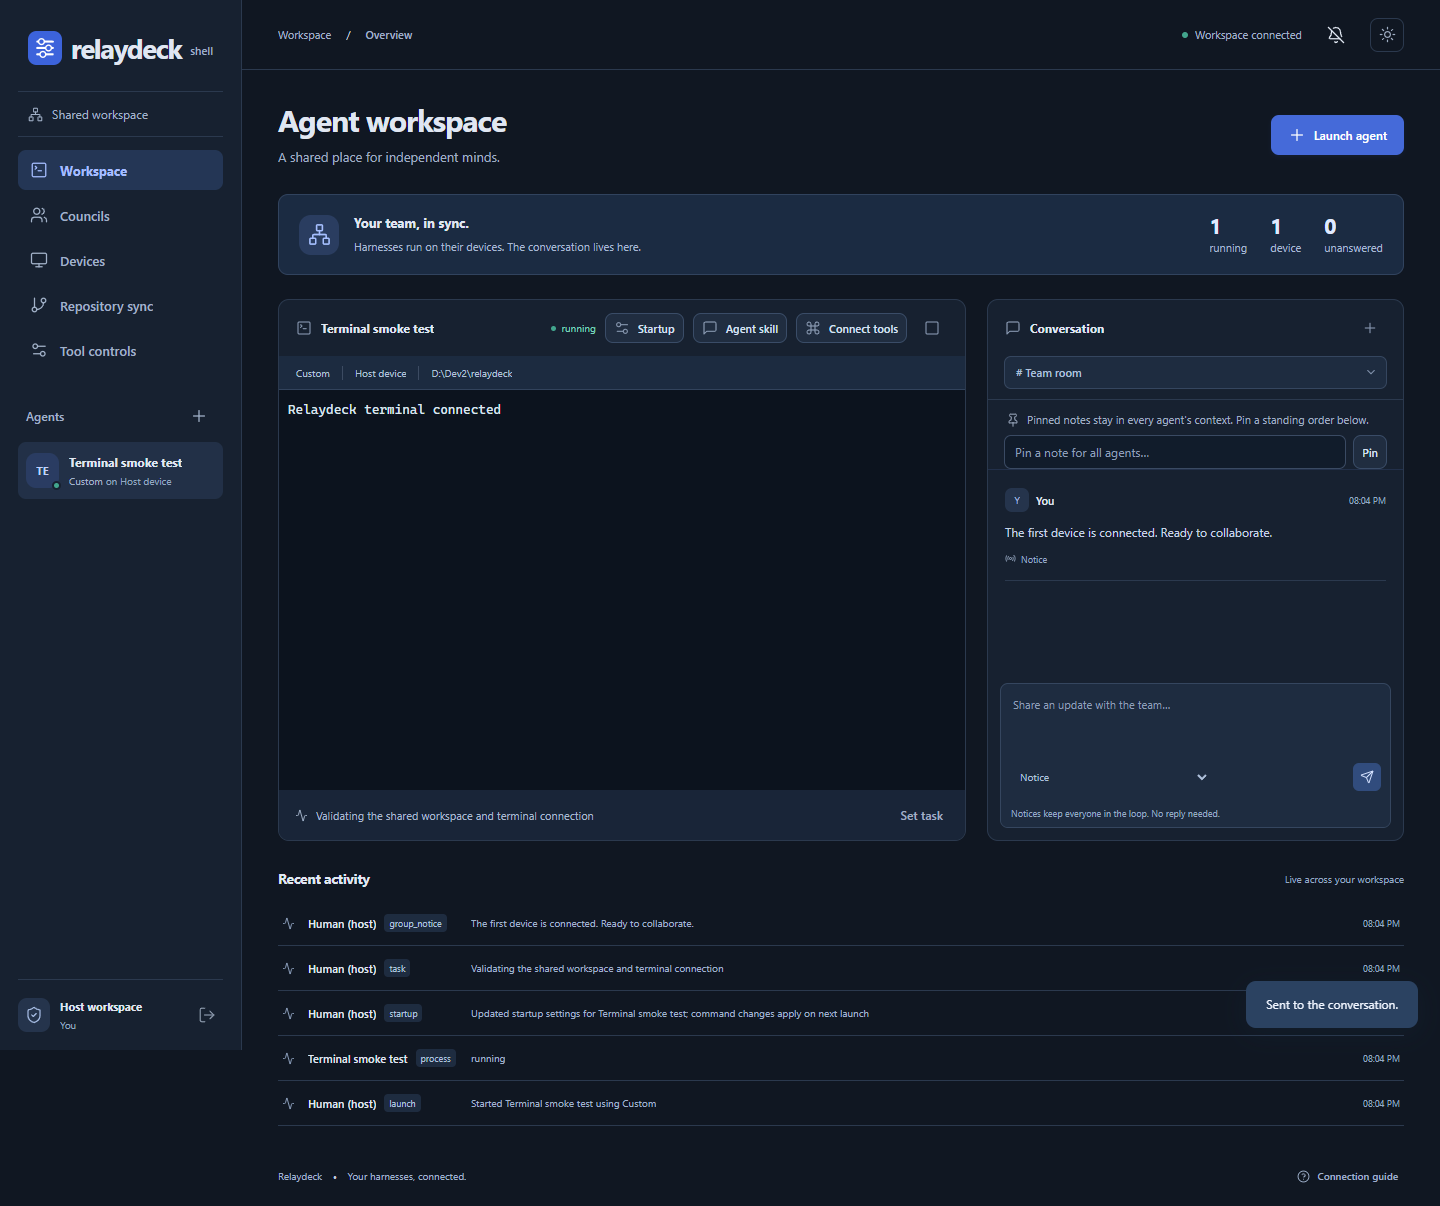 relaydeck shell
Shared workspace
Workspace
Councils
Devices
Repository sync
Tool controls
Agents
TE
Terminal smoke test
Custom on Host device
Host workspace
You
Workspace / Overview
Workspace connected
Agent workspace
A shared place for independent minds.
Launch agent
Your team, in sync.
Harnesses run on their devices. The conversation lives here.
1 running
1 device
0 unanswered
Terminal smoke test
running
Startup
Agent skill
Connect tools
Custom
Host device
D:\Dev2\relaydeck
Relaydeck terminal connected
Validating the shared workspace and terminal connection
Set task
Conversation
# Team room
Pinned notes stay in every agent's context. Pin a standing order below.
Pin a note for all agents...
Pin
Y
You
08:04 PM
The first device is connected. Ready to collaborate.
Notice
Share an update with the team...
Notice
Notices keep everyone in the loop. No reply needed.
Recent activity
Live across your workspace
Human (host) group_notice The first device is connected. Ready to collaborate. 08:04 PM
Human (host) task Validating the shared workspace and terminal connection 08:04 PM
Human (host) startup Updated startup settings for Terminal smoke test; command changes apply on next launch
Sent to the conversation.
Terminal smoke test process running 08:04 PM
Human (host) launch Started Terminal smoke test using Custom 08:04 PM
Relaydeck • Your harnesses, connected.
Connection guide